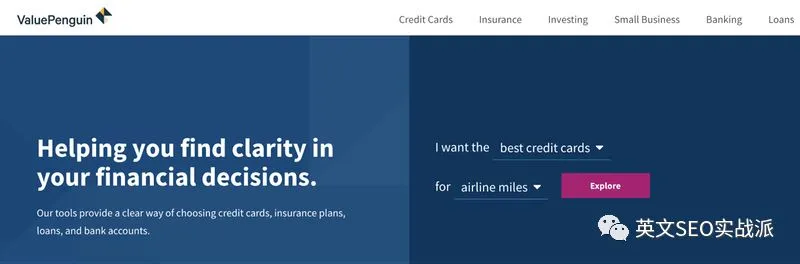 ValuePenguin
Credit Cards Insurance Investing Small Business Banking Loans
Helping you find clarity in
your financial decisions.
Our tools provide a clear way of choosing credit cards, insurance plans,
loans, and bank accounts.
I want the best credit cards
for airline miles Explore
英文SEO实战派